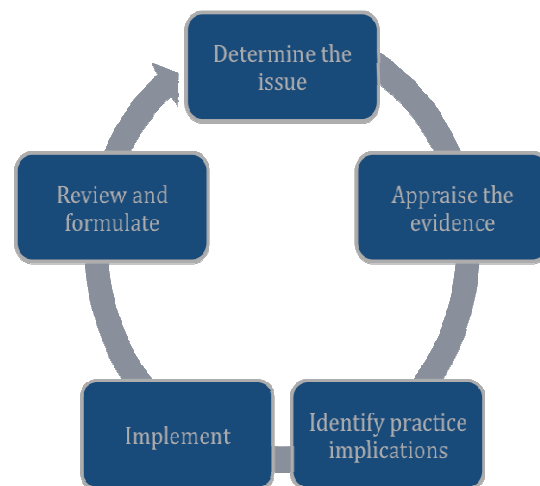 Determine the
issue
Appraise the
evidence
Identify practice
implications
Implement
Review and
formulate